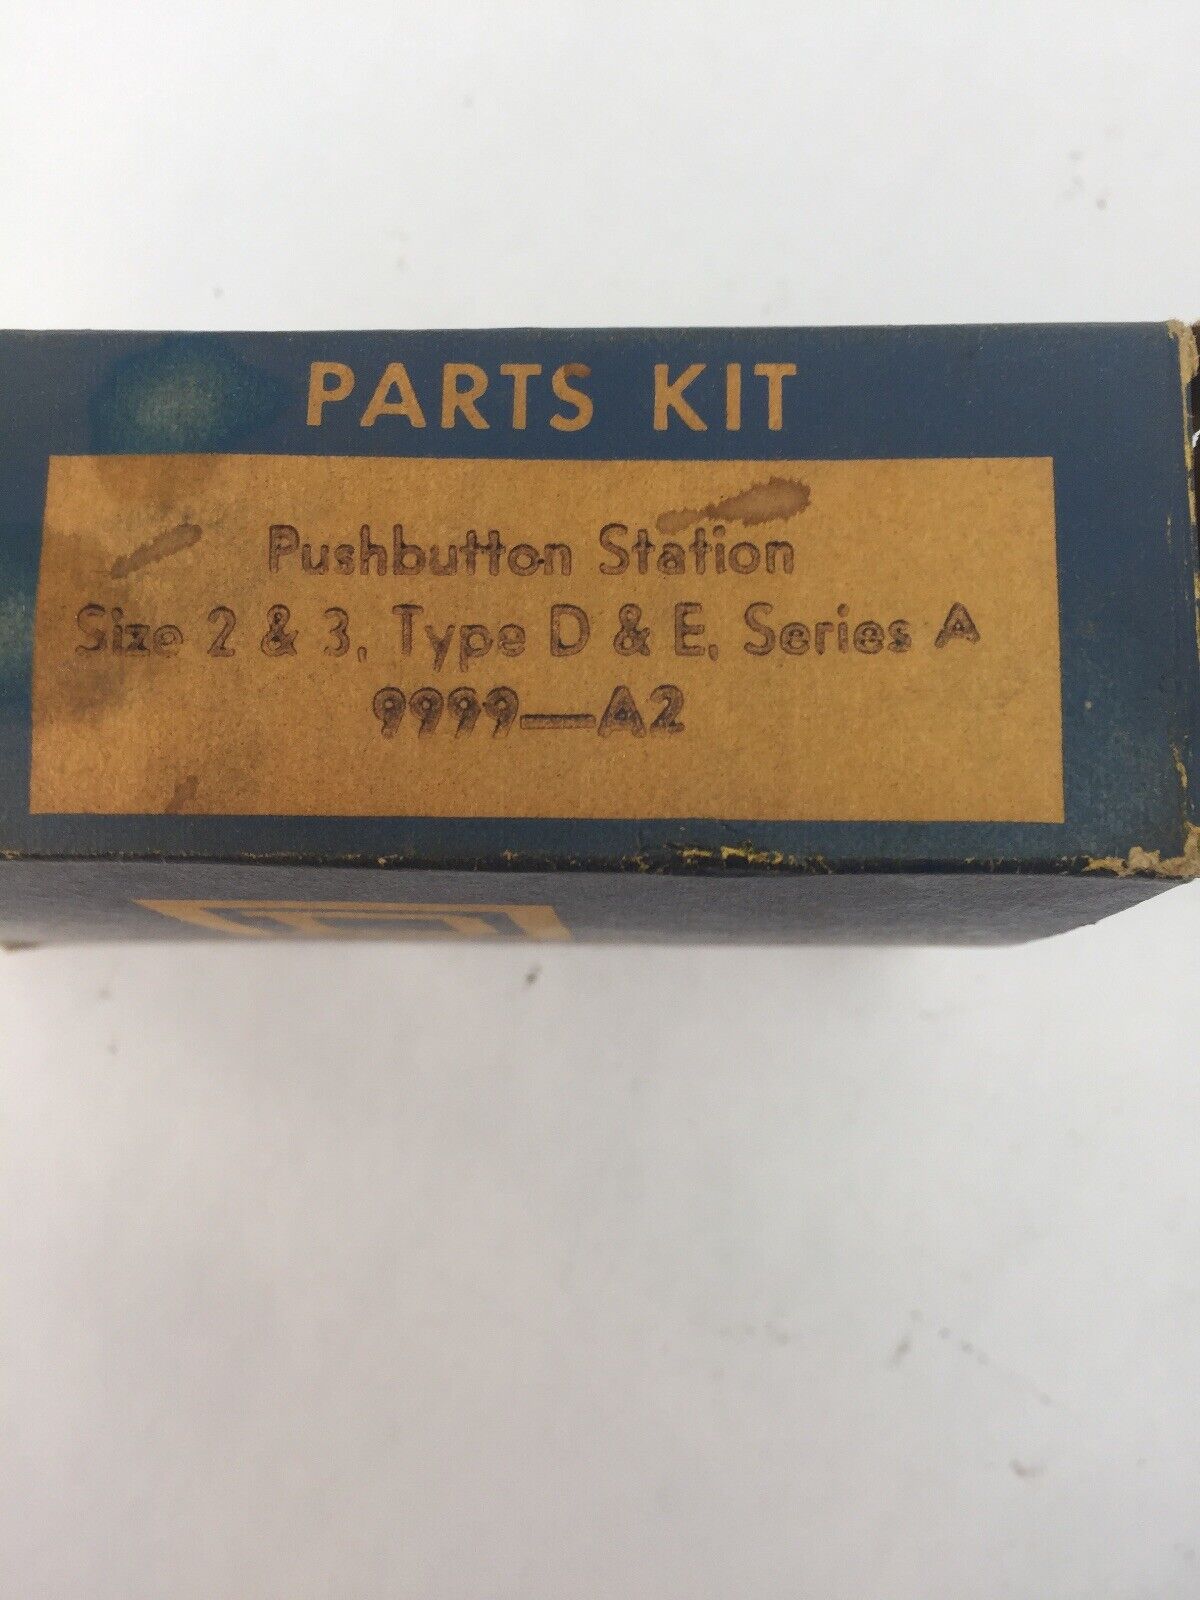 PARTS KIT
Pushbutton Station
Size 2 & 3, Type D & E, Series A
9999—A2